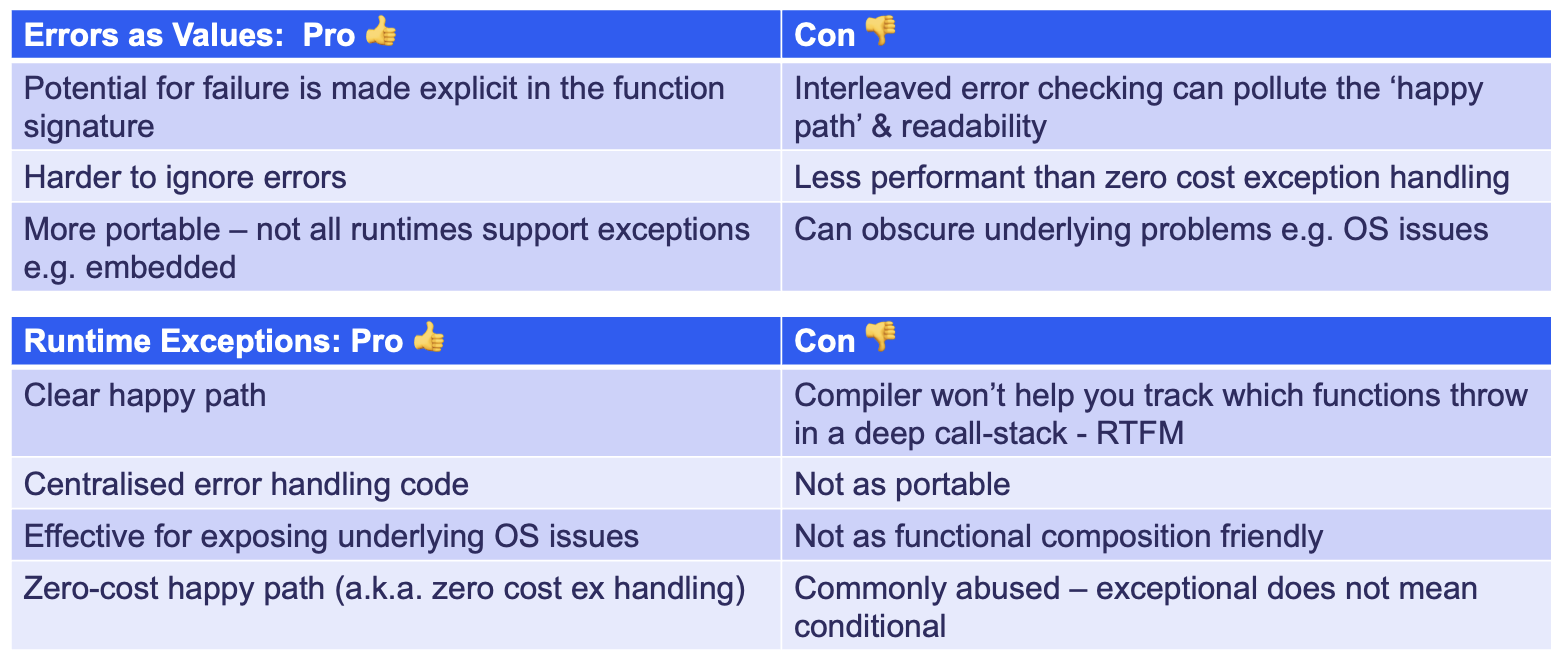 Errors as Values:  Pro 👍
Con 👎
Potential for failure is made explicit in the function
signature
Interleaved error checking can pollute the ‘happy
path’ & readability
Harder to ignore errors
Less performant than zero cost exception handling
More portable – not all runtimes support exceptions
e.g. embedded
Can obscure underlying problems e.g. OS issues
Runtime Exceptions: Pro 👍
Con 👎
Clear happy path
Compiler won’t help you track which functions throw
in a deep call-stack - RTFM
Centralised error handling code
Not as portable
Effective for exposing underlying OS issues
Not as functional composition friendly
Zero-cost happy path (a.k.a. zero cost ex handling)
Commonly abused – exceptional does not mean
conditional